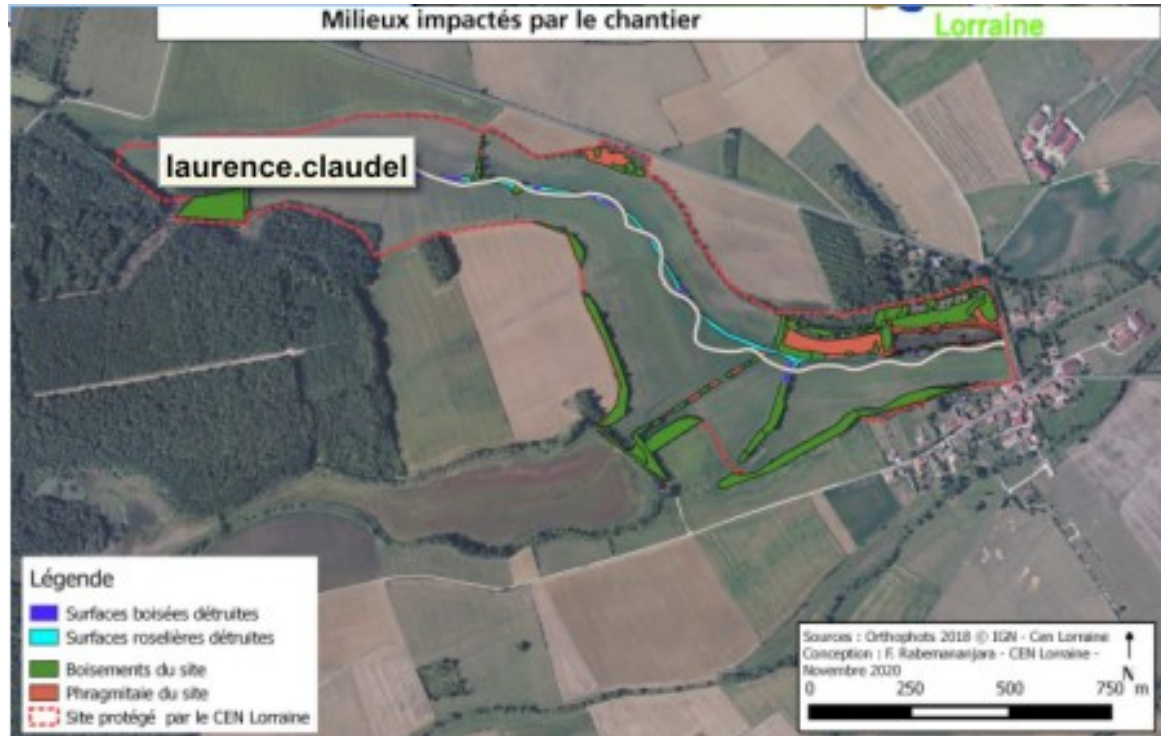 Milieux impactés par le chantier
Lorraine
laurence.claudel
Légende
Surfaces boisées détruites
Surfaces roselières détruites
Boisements du site
Phragmitaie du site
Site protégé par le CEN Lorraine
Sources : Orthophots 2018 © IGN - Cen Lorraine
Conception : F. Rabemananjara - CEN Lorraine -
Novembre 2020
N
0 250 500 750 m